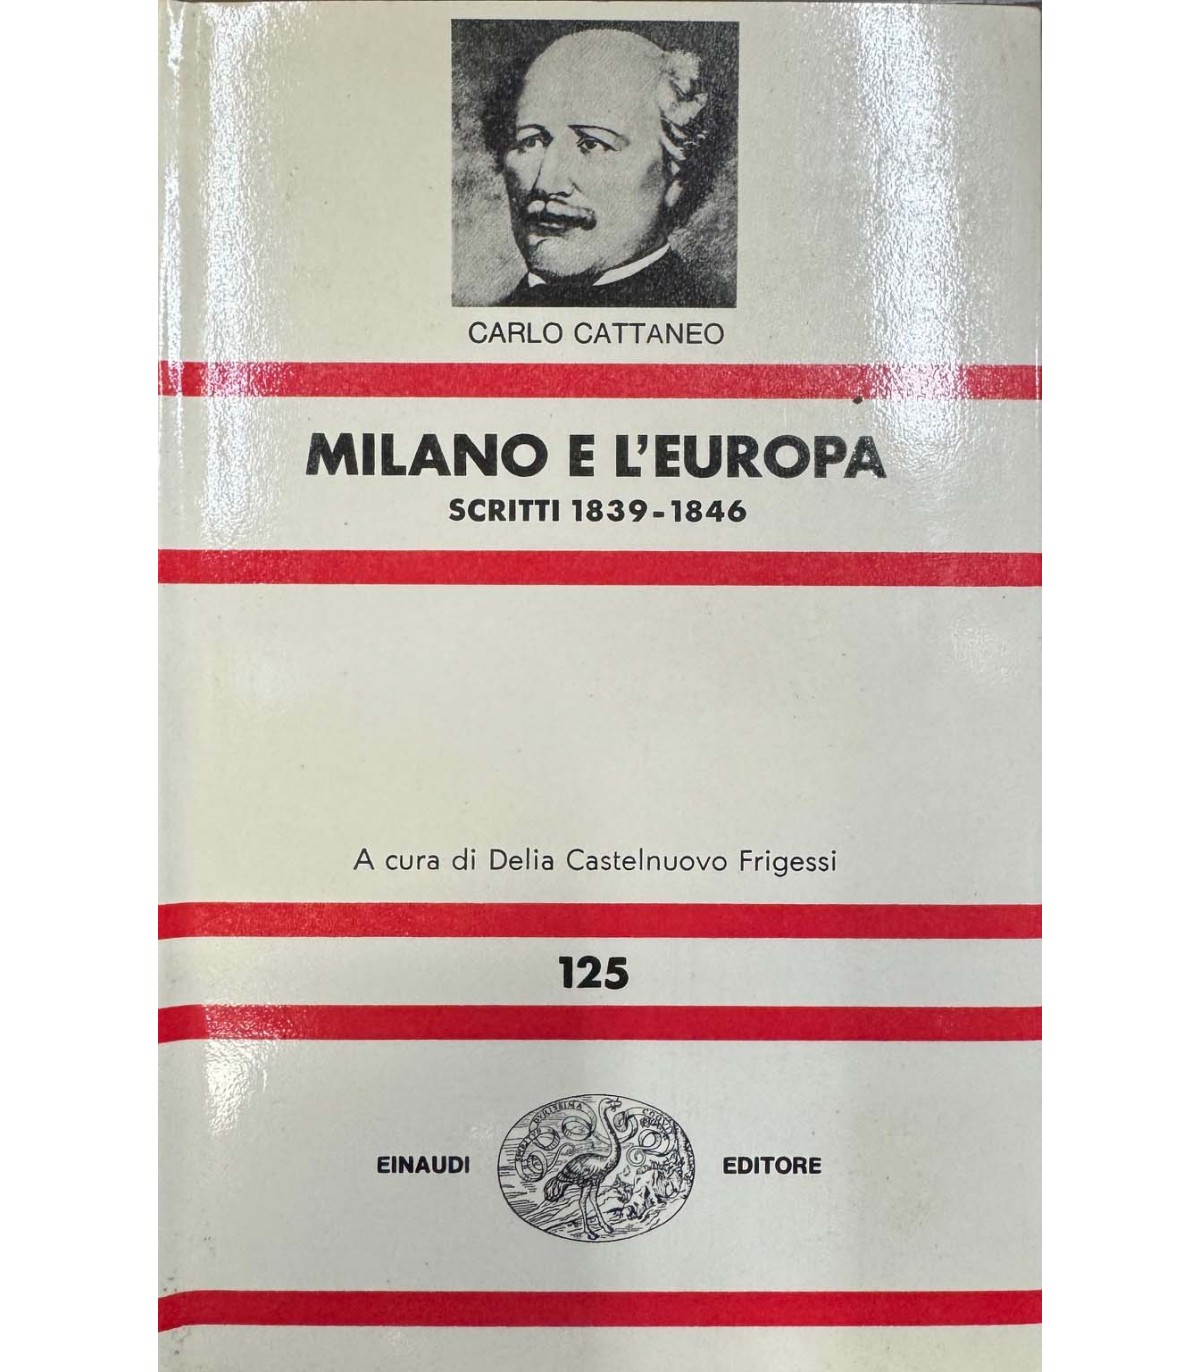 CARLO CATTANEO
MILANO E L'EUROPA
SCRITTI 1839-1846
A cura di Delia Castelnuovo Frigessi
125
EINAUDI
EDITORE